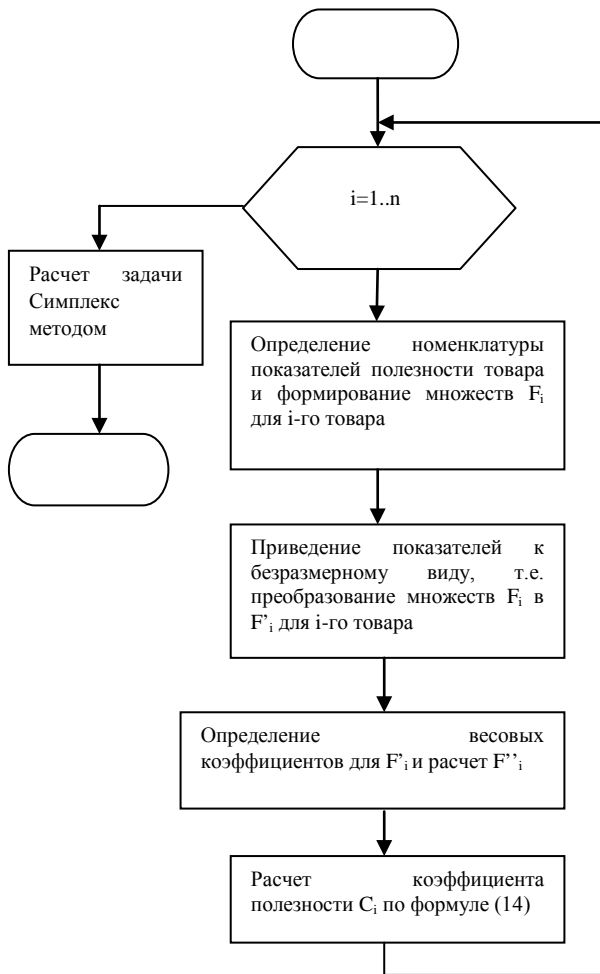 i=1..n
Расчет задачи
Симплекс
методом
Определение номенклатуры
показателей полезности товара
и формирование множеств Fi
для i-го товара
Приведение показателей к
безразмерному виду, т.е.
преобразование множеств Fi в
F'i для i-го товара
Определение весовых
коэффициентов для F'i и расчет F''i
Расчет коэффициента
полезности Ci по формуле (14)